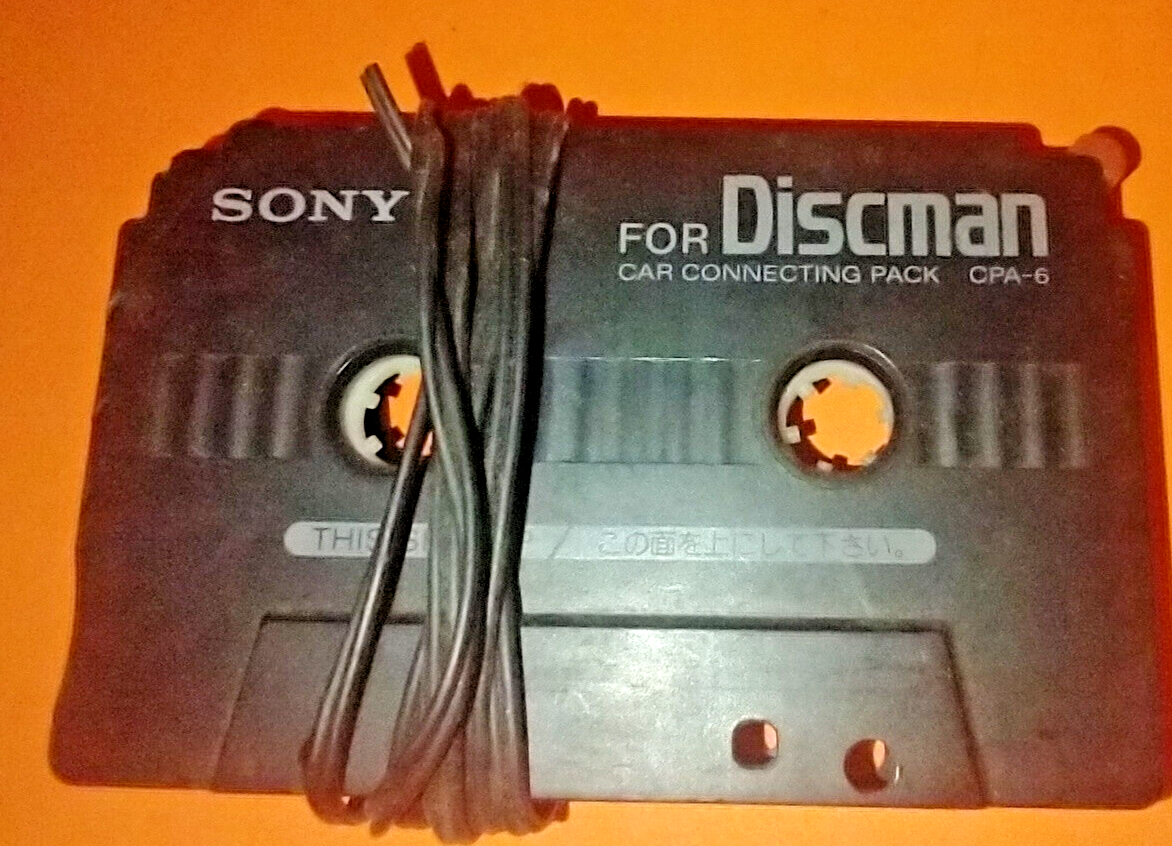 SONY
FOR Discman
CAR CONNECTING PACK CPA-6
THIS / この面を上にして下さい。